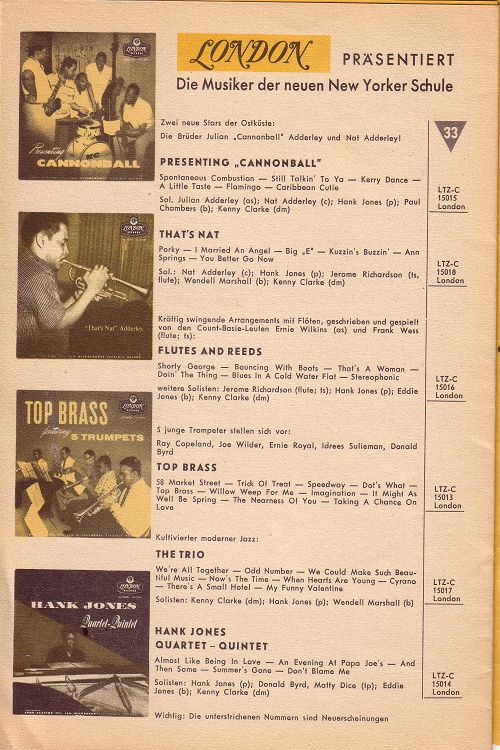 LONDON PRÄSENTIERT
Die Musiker der neuen New Yorker Schule
Presenting
CANNONBALL
Zwei neue Stars der Ostküste:
Die Brüder Julian „Cannonball" Adderley und Nat Adderley!
33
PRESENTING „CANNONBALL"
Spontaneous Combustion — Still Talkin' To Ya — Kerry Dance —
A Little Taste — Flamingo — Caribbean Cutie
Sol. Julian Adderley (as); Nat Adderley (c); Hank Jones (p); Paul
Chambers (b); Kenny Clarke (dm)
LTZ-C
15015
London
"That's Nat" Adderley
THAT'S NAT
Porky — I Married An Angel — Big „E" — Kuzzin's Buzzin' — Ann
Springs — You Better Go Now
Sol.: Nat Adderley (c); Hank Jones (p); Jerome Richardson (ts,
flute); Wendell Marshall (b); Kenny Clarke (dm)
LTZ-C
15018
London
Kräftig swingende Arrangements mit Flöten, geschrieben und gespielt
von den Count-Basie-Leuten Ernie Wilkins (as) und Frank Wess
(flute; ts):
FLUTES AND REEDS
Shorty George — Bouncing With Boots — That's A Woman —
Doin' The Thing — Blues In A Cold Water Flat — Stereophonic
weitere Solisten: Jerome Richardson (flute; ts); Hank Jones (p); Eddie
Jones (b); Kenny Clarke (dm)
LTZ-C
15016
London
TOP BRASS
featuring
5 TRUMPETS
5 junge Trompeter stellen sich vor:
Ray Copeland, Joe Wilder, Ernie Royal, Idrees Sulieman, Donald
Byrd
TOP BRASS
58 Market Street — Trick Of Treat — Speedway — Dot's What —
Top Brass — Willow Weep For Me — Imagination — It Might As
Well Be Spring — The Nearness Of You — Taking A Chance On
Love
LTZ-C
15013
London
Kultivierter moderner Jazz:
THE TRIO
We're All Together — Odd Number — We Could Make Such Beau-
tiful Music — Now's The Time — When Hearts Are Young — Cyrano
— There's A Small Hotel — My Funny Valentine
Solisten: Kenny Clarke (dm); Hank Jones (p); Wendell Marshall (b)
LTZ-C
15017
London
LONDON
HANK JONES
Quartet-Quintet
HANK JONES
QUARTET – QUINTET
Almost Like Being In Love — An Evening At Papa Joe's — And
Then Some — Summer's Gone — Don't Blame Me
Solisten: Hank Jones (p); Donald Byrd, Matty Dice (tp); Eddie
Jones (b); Kenny Clarke (dm)
LTZ-C
15014
London
Wichtig: Die unterstrichenen Nummern sind Neuerscheinungen